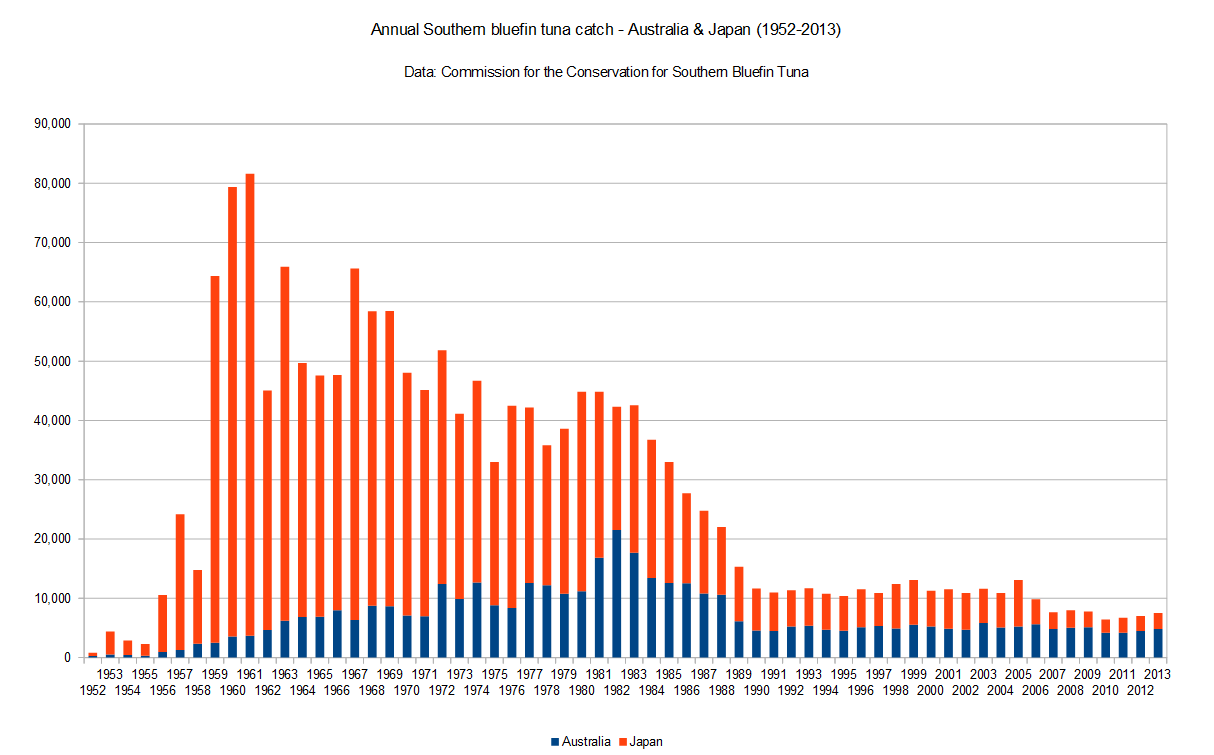 Annual Southern bluefin tuna catch - Australia & Japan (1952-2013)
Data: Commission for the Conservation for Southern Bluefin Tuna
90,000
80,000
70,000
60,000
50,000
40,000
30,000
20,000
10,000
0
1953 1955 1957 1959 1961 1963 1965 1967 1969 1971 1973 1975 1977 1979 1981 1983 1985 1987 1989 1991 1993 1995 1997 1999 2001 2003 2005 2007 2009 2011 2013
1952 1954 1956 1958 1960 1962 1964 1966 1968 1970 1972 1974 1976 1978 1980 1982 1984 1986 1988 1990 1992 1994 1996 1998 2000 2002 2004 2006 2008 2010 2012
Australia Japan